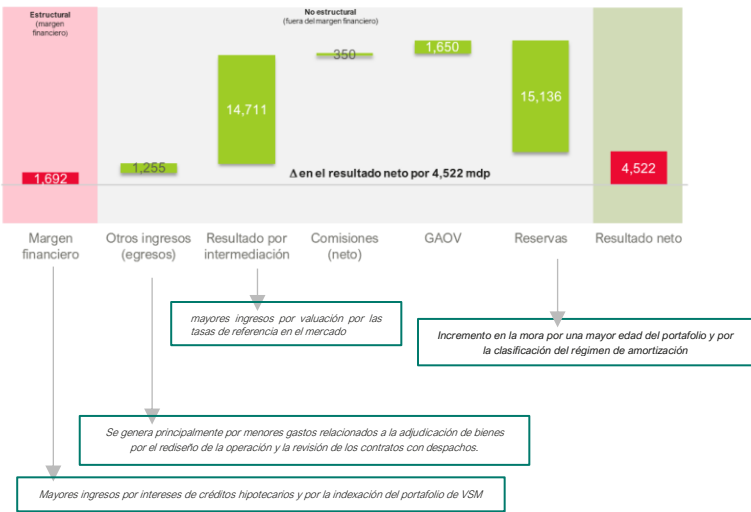 Estructural
(margen
financiero)
No estructural
(fuera del margen financiero)
1,692
1,255
14,711
350
1,650
15,136
4,522
Δ en el resultado neto por 4,522 mdp
Margen
financiero
Otros ingresos
(egresos)
Resultado por
intermediación
Comisiones
(neto)
GAOV
Reservas
Resultado neto
mayores ingresos por valuación por las
tasas de referencia en el mercado
Incremento en la mora por una mayor edad del portafolio y por
la clasificación del régimen de amortización
Se genera principalmente por menores gastos relacionados a la adjudicación de bienes
por el rediseño de la operación y la revisión de los contratos con despachos.
Mayores ingresos por intereses de créditos hipotecarios y por la indexación del portafolio de VSM